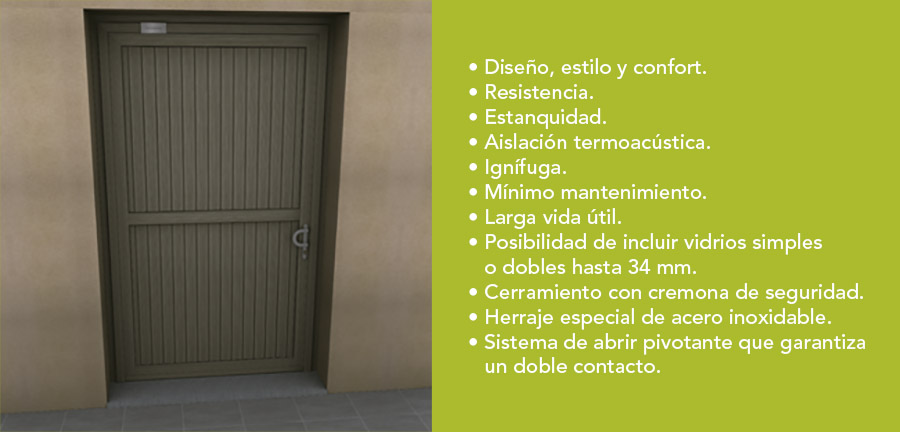 • Diseño, estilo y confort.
• Resistencia.
• Estanquidad.
• Aislación termoacústica.
• Ignífuga.
• Mínimo mantenimiento.
• Larga vida útil.
• Posibilidad de incluir vidrios simples
o dobles hasta 34 mm.
• Cerramiento con cremona de seguridad.
• Herraje especial de acero inoxidable.
• Sistema de abrir pivotante que garantiza
un doble contacto.